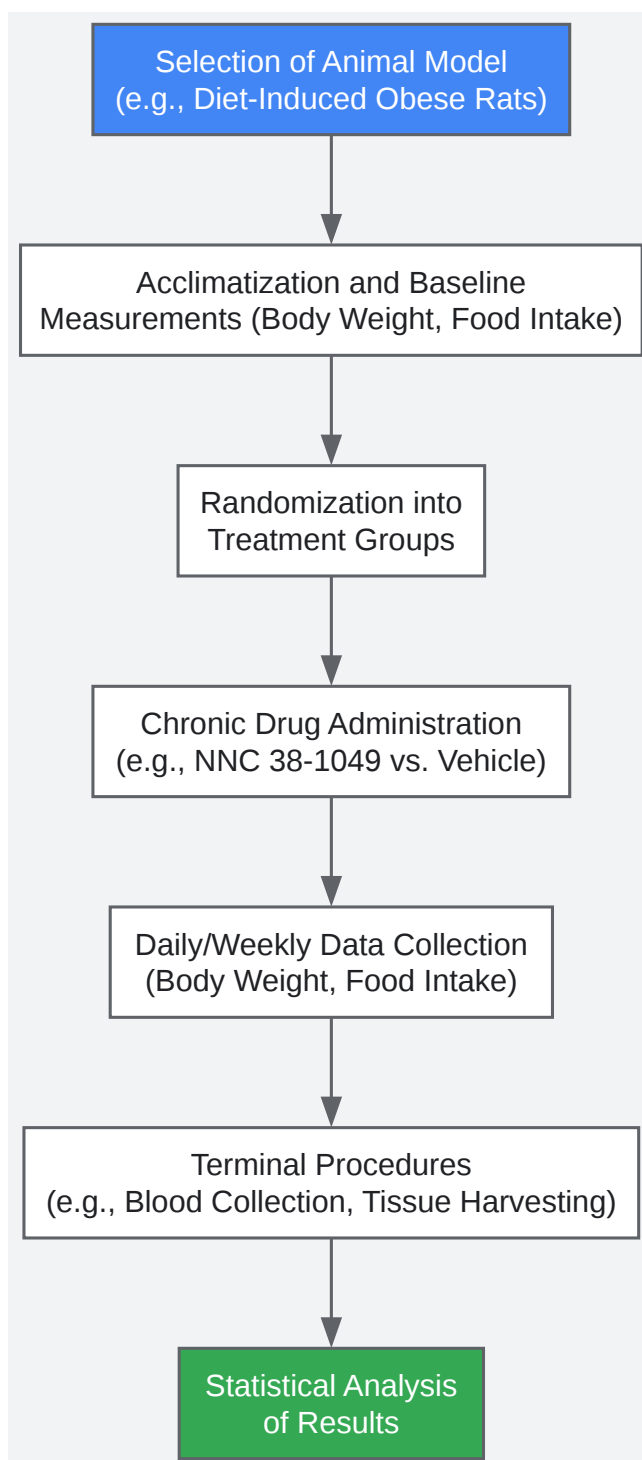 Selection of Animal Model
(e.g., Diet-Induced Obese Rats)
Acclimatization and Baseline
Measurements (Body Weight, Food Intake)
Randomization into
Treatment Groups
Chronic Drug Administration
(e.g., NNC 38-1049 vs. Vehicle)
Daily/Weekly Data Collection
(Body Weight, Food Intake)
Terminal Procedures
(e.g., Blood Collection, Tissue Harvesting)
Statistical Analysis
of Results